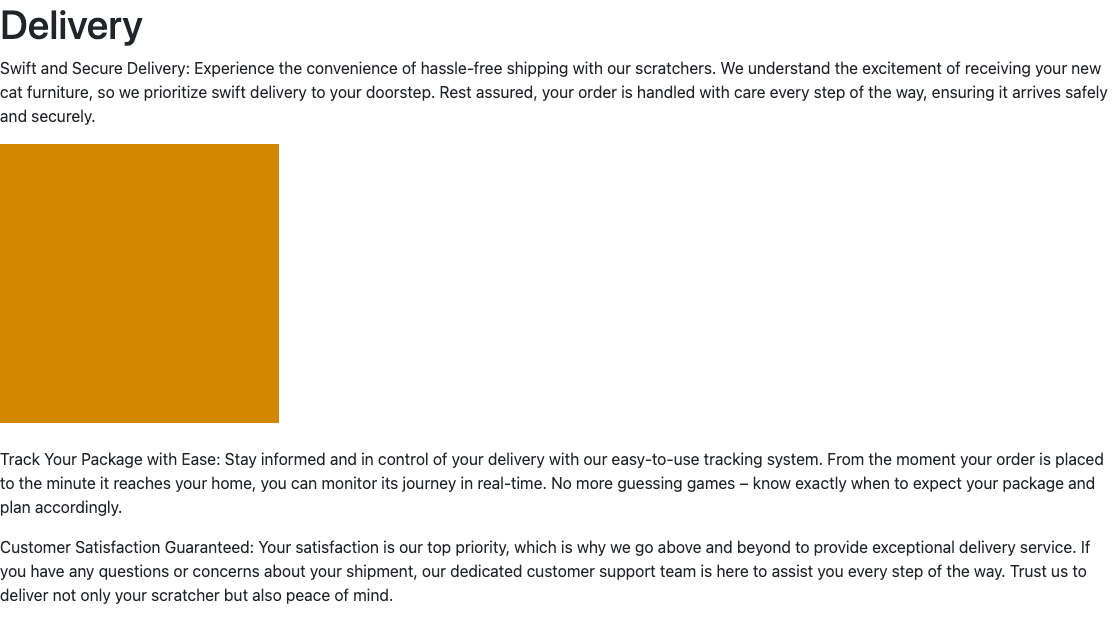 Delivery
Swift and Secure Delivery: Experience the convenience of hassle-free shipping with our scratchers. We understand the excitement of receiving your new
cat furniture, so we prioritize swift delivery to your doorstep. Rest assured, your order is handled with care every step of the way, ensuring it arrives safely
and securely.
Track Your Package with Ease: Stay informed and in control of your delivery with our easy-to-use tracking system. From the moment your order is placed
to the minute it reaches your home, you can monitor its journey in real-time. No more guessing games – know exactly when to expect your package and
plan accordingly.
Customer Satisfaction Guaranteed: Your satisfaction is our top priority, which is why we go above and beyond to provide exceptional delivery service. If
you have any questions or concerns about your shipment, our dedicated customer support team is here to assist you every step of the way. Trust us to
deliver not only your scratcher but also peace of mind.